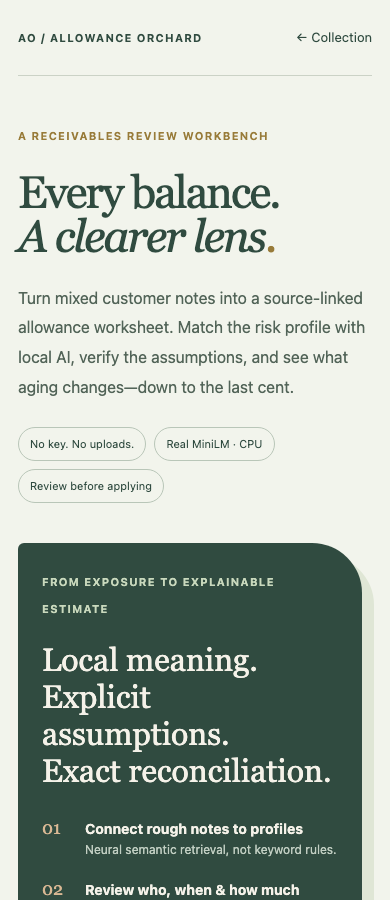 AO / ALLOWANCE ORCHARD
← Collection
A RECEIVABLES REVIEW WORKBENCH
Every balance.
A clearer lens.
Turn mixed customer notes into a source-linked
allowance worksheet. Match the risk profile with
local AI, verify the assumptions, and see what
aging changes—down to the last cent.
No key. No uploads.
Real MiniLM · CPU
Review before applying
FROM EXPOSURE TO EXPLAINABLE
ESTIMATE
Local meaning.
Explicit
assumptions.
Exact reconciliation.
01 Connect rough notes to profiles
Neural semantic retrieval, not keyword rules.
02 Review who, when & how much